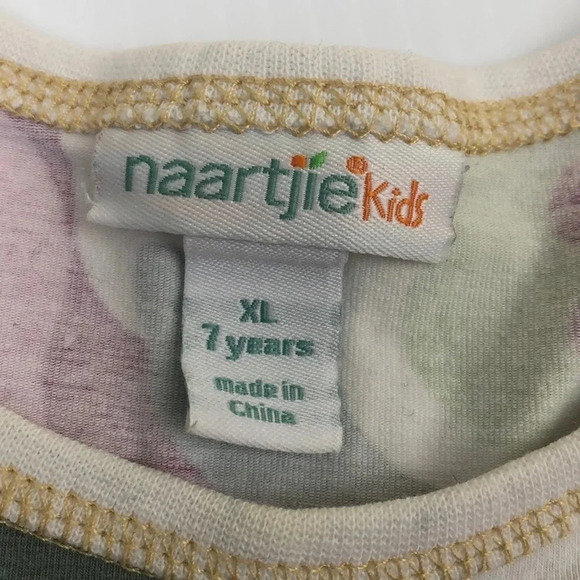 naartjie Kids
XL
7 years
made in
China